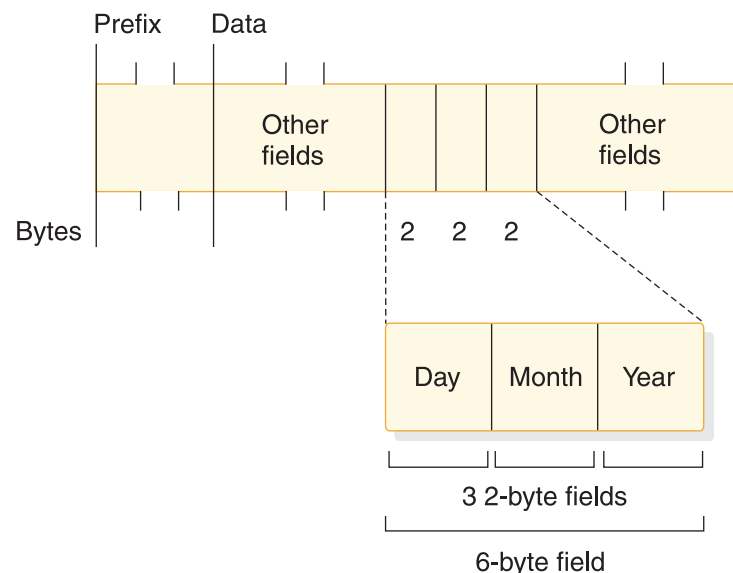 Prefix Data
Other fields
Other fields
Bytes
2 2 2
Day Month Year
3 2-byte fields
6-byte field